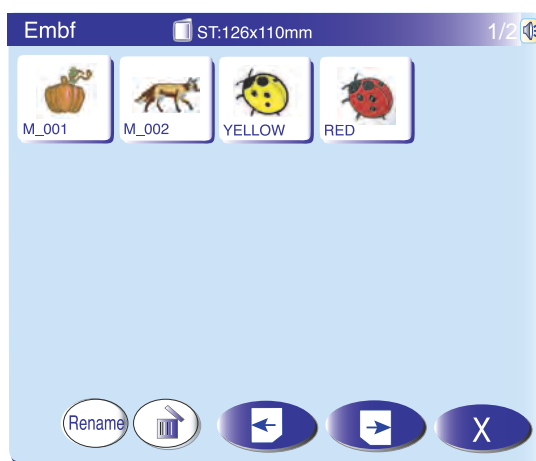 Embf ST:126x110mm 1/2
M_001 M_002 YELLOW RED
Rename X